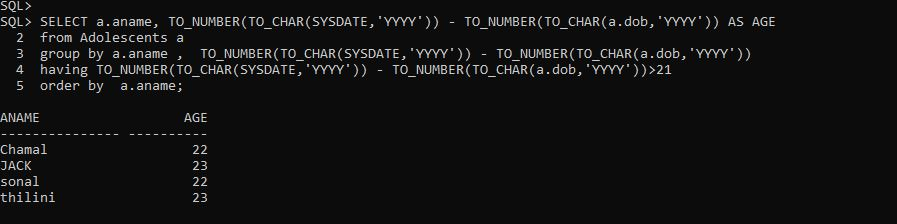 SQL>
SQL> SELECT a.aname, TO_NUMBER(TO_CHAR(SYSDATE,'YYYY')) - TO_NUMBER(TO_CHAR(a.dob,'YYYY')) AS AGE
2 from Adolescents a
3 group by a.aname ,  TO_NUMBER(TO_CHAR(SYSDATE,'YYYY')) - TO_NUMBER(TO_CHAR(a.dob,'YYYY'))
4 having TO_NUMBER(TO_CHAR(SYSDATE,'YYYY')) - TO_NUMBER(TO_CHAR(a.dob,'YYYY'))>21
5 order by  a.aname;
ANAME AGE
--------------- ----------
Chamal 22
JACK 23
sonal 22
thilini 23